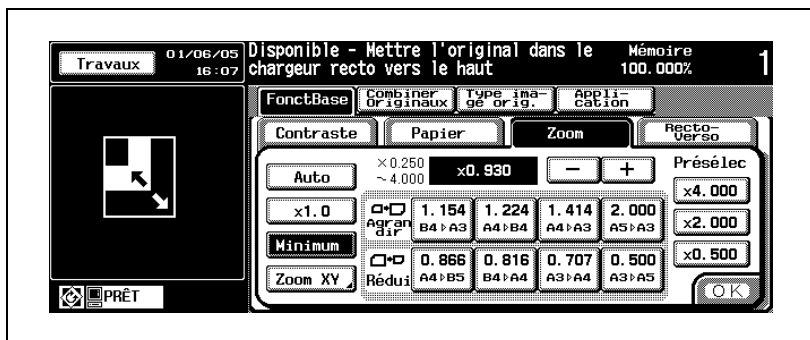 Travaux
01/06/05
16:07
Disponible - Mettre l'original dans le
chargeur recto vers le haut
Mémoire
100.000%
1
FonctBase
Combiner
Originaux
Type ima-
ge orig.
Appli-
cation
Contraste
Papier
Zoom
Recto-
Verso
Auto
×0.250
~4.000
x0.930
−
+
Présélec
x4.000
x1.0
Agran
dir
1.154
B4▷A3
1.224
A4▷B4
1.414
A4▷A3
2.000
A5▷A3
x2.000
Minimum
Zoom XY
Rédui
0.866
A4▷B5
0.816
B4▷A4
0.707
A3▷A4
0.500
A3▷A5
x0.500
OK
PRÊT